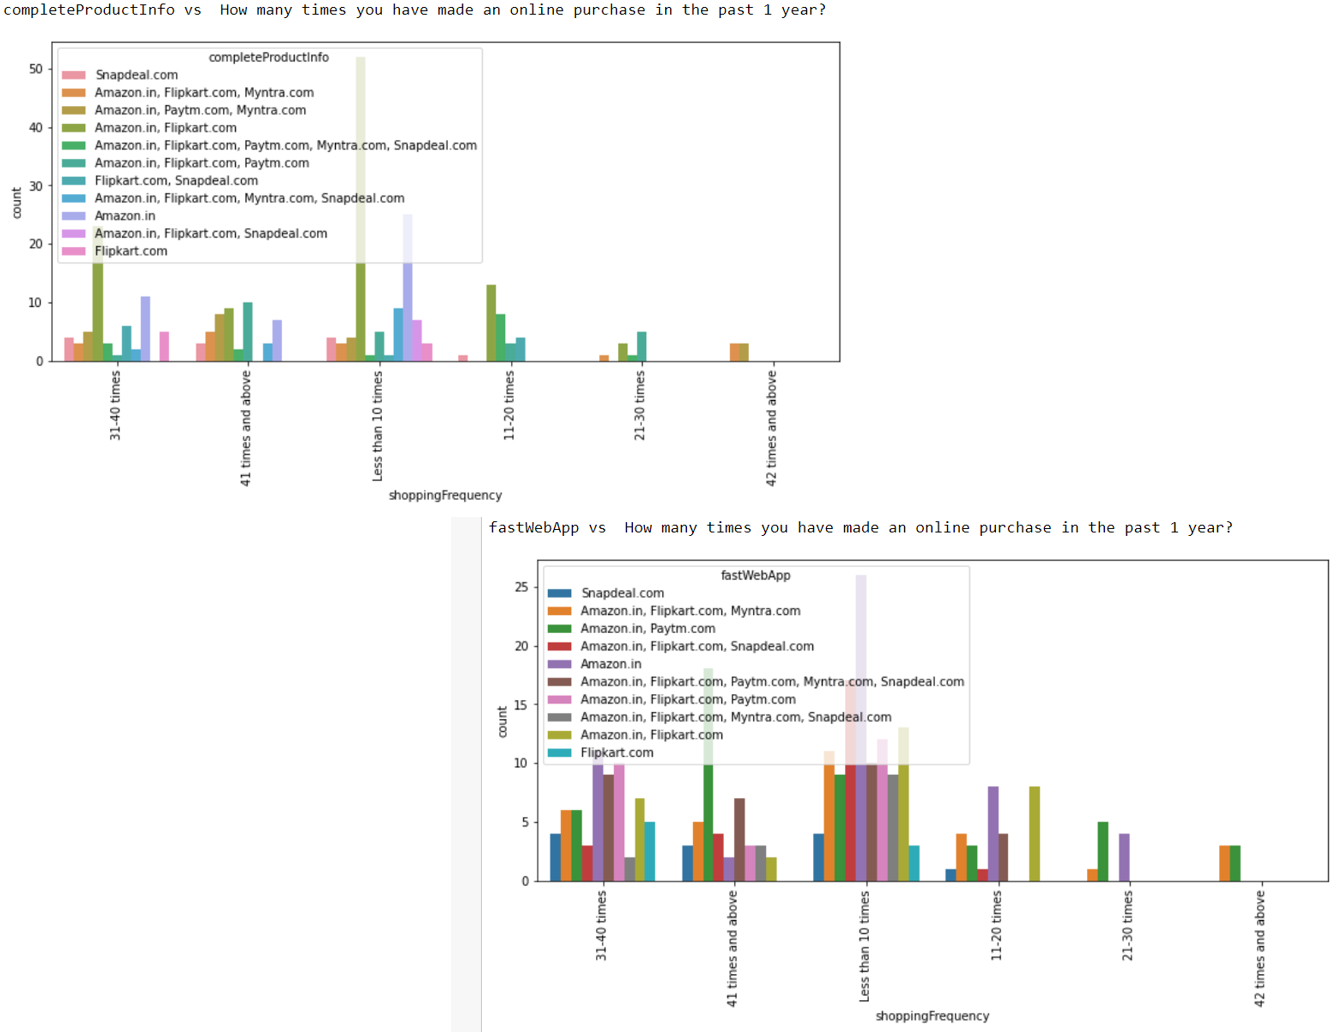 completeProductInfo vs  How many times you have made an online purchase in the past 1 year?
completeProductInfo
Snapdeal.com
Amazon.in, Flipkart.com, Myntra.com
Amazon.in, Paytm.com, Myntra.com
Amazon.in, Flipkart.com
Amazon.in, Flipkart.com, Paytm.com, Myntra.com, Snapdeal.com
Amazon.in, Flipkart.com, Paytm.com
Flipkart.com, Snapdeal.com
Amazon.in, Flipkart.com, Myntra.com, Snapdeal.com
Amazon.in
Amazon.in, Flipkart.com, Snapdeal.com
Flipkart.com
50
40
30
20
10
0
count
31-40 times
41 times and above
Less than 10 times
11-20 times
21-30 times
42 times and above
shoppingFrequency
fastWebApp vs  How many times you have made an online purchase in the past 1 year?
fastWebApp
Snapdeal.com
Amazon.in, Flipkart.com, Myntra.com
Amazon.in, Paytm.com
Amazon.in, Flipkart.com, Snapdeal.com
Amazon.in
Amazon.in, Flipkart.com, Paytm.com, Myntra.com, Snapdeal.com
Amazon.in, Flipkart.com, Paytm.com
Amazon.in, Flipkart.com, Myntra.com, Snapdeal.com
Amazon.in, Flipkart.com
Flipkart.com
25
20
15
10
5
0
count
31-40 times
41 times and above
Less than 10 times
11-20 times
21-30 times
42 times and above
shoppingFrequency